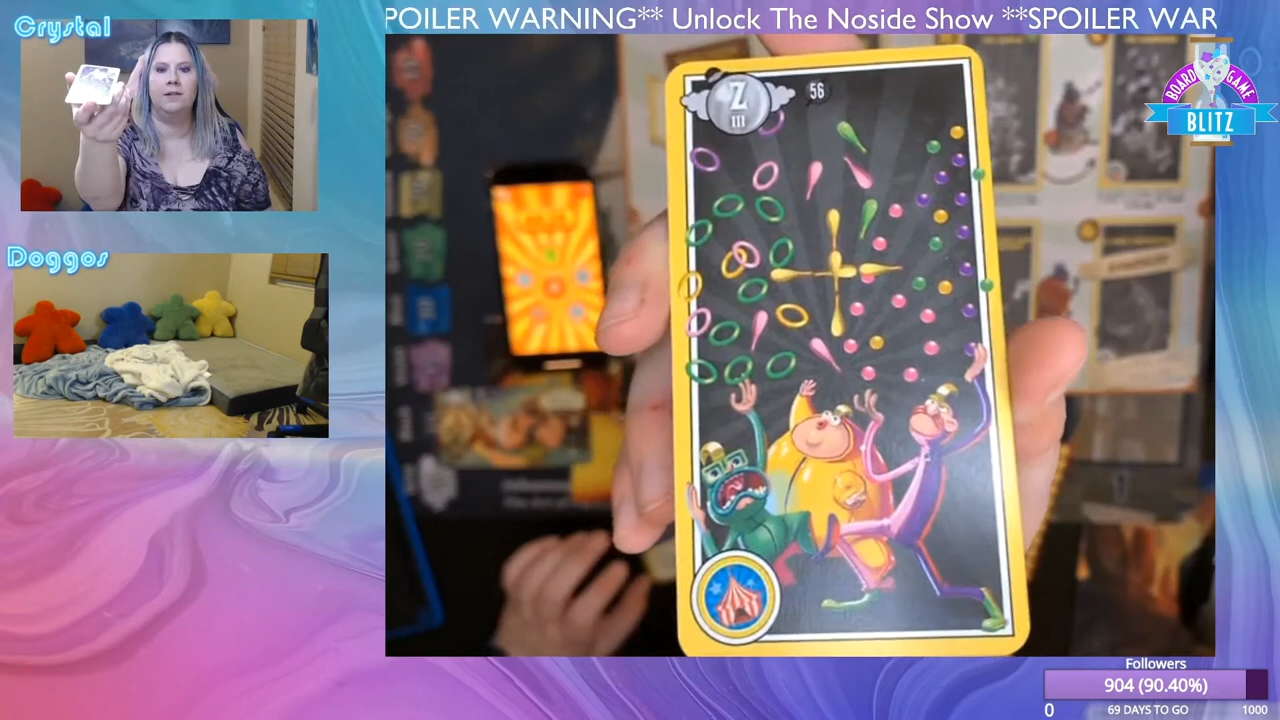 Crystal
POILER WARNING** Unlock The Noside Show **SPOILER WAR
BOARD GAME
BLITZ
Z
III
56
Doggos
Followers
904 (90.40%)
0
69 DAYS TO GO
1000